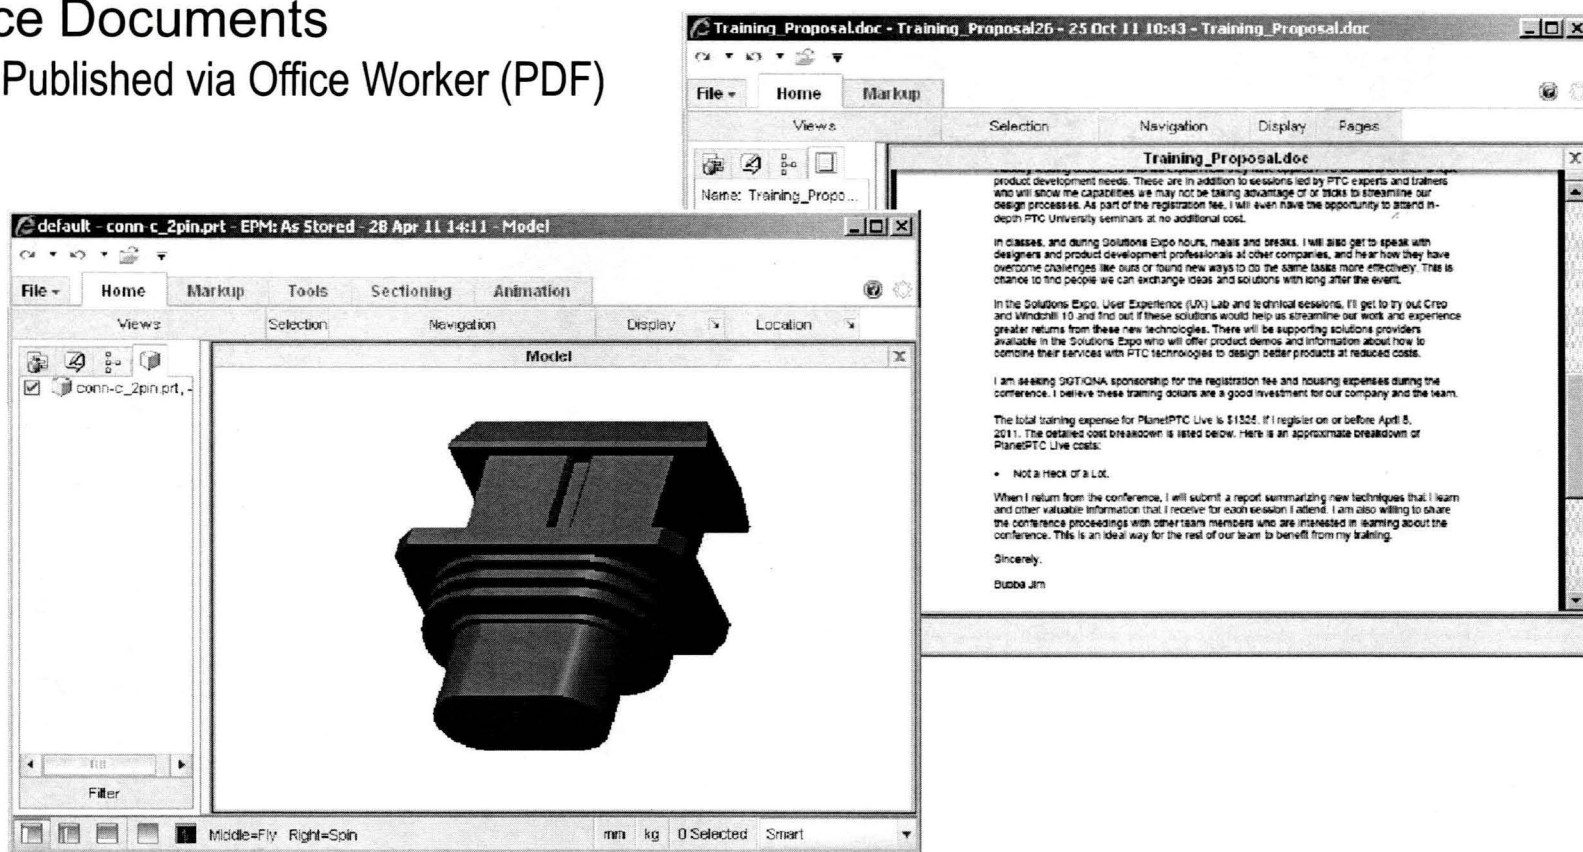 ce Documents
Published via Office Worker (PDF)
Training_Proposal.doc - Training_Proposal26 - 25 Oct 11 10:43 - Training_Proposal.doc
File Home Markup
Views Selection Navigation Display Pages
Training_Proposal.doc
Name: Training_Propo...
product development needs. These are in addition to sessions led by PTC experts and trainers
who will show me capabilities we may not be taking advantage of or tricks to streamline our
design processes. As part of the registration fee, I will even have the opportunity to attend in-
depth PTC University seminars at no additional cost.
In classes, and during Solutions Expo hours, meals and breaks, I will also get to speak with
designers and product development professionals at other companies, and hear how they have
overcome challenges like ours or found new ways to do the same tasks more effectively. This is
chance to find people we can exchange ideas and solutions with long after the event.
In the Solutions Expo, User Experience (UX) Lab and technical sessions, I'll get to try out Creo
and Windchill 10 and find out if these solutions would help us streamline our work and experience
greater returns from these new technologies. There will be supporting solutions providers
available in the Solutions Expo who will offer product demos and information about how to
combine their services with PTC technologies to design better products at reduced costs.
I am seeking SGT/QNA sponsorship for the registration fee and housing expenses during the
conference. I believe these training dollars are a good investment for our company and the team.
The total training expense for PlanetPTC Live is $1325, if I register on or before April 8,
2011. The detailed cost breakdown is listed below. Here is an approximate breakdown of
PlanetPTC Live costs:
• Not a Heck of a Lot.
When I return from the conference, I will submit a report summarizing new techniques that I learn
and other valuable information that I receive for each session I attend. I am also willing to share
the conference proceedings with other team members who are interested in learning about the
conference. This is an ideal way for the rest of our team to benefit from my training.
Sincerely,
Bubba Jim
default - conn-c_2pin.prt - EPM: As Stored - 28 Apr 11 14:11 - Model
File Home Markup Tools Sectioning Animation
Views Selection Navigation Display Location
Model
conn-c_2pin.prt, -
Filter
Middle=Fly Right=Spin mm kg 0 Selected Smart